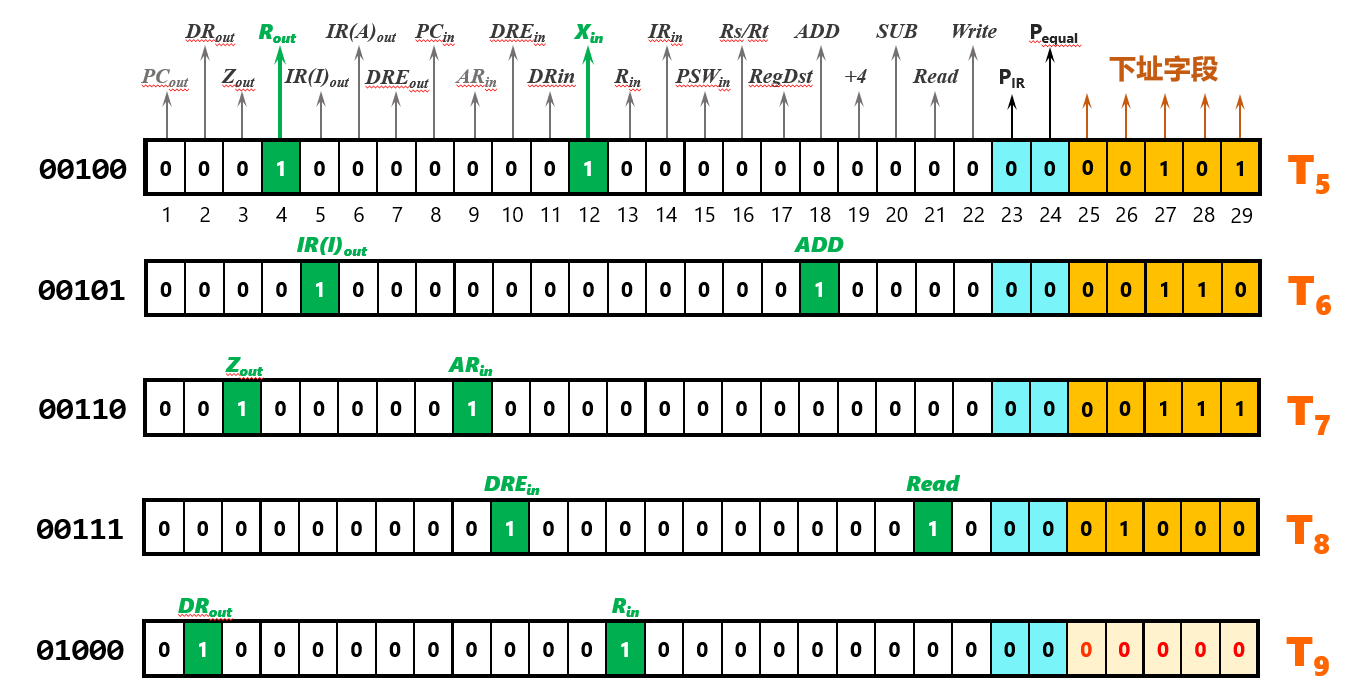 DRout Rout IR(A)out PCin DREin Xin IRin Rs/Rt ADD SUB Write Pequal
PCout Zout IR(I)out DREout ARin DRin Rin PSWin RegDst +4 Read PIR 下址字段
00100 0 0 0 1 0 0 0 0 0 0 0 1 0 0 0 0 0 0 0 0 0 0 0 0 0 0 1 0 1 T5
1 2 3 4 5 6 7 8 9 10 11 12 13 14 15 16 17 18 19 20 21 22 23 24 25 26 27 28 29
IR(I)out ADD
00101 0 0 0 0 1 0 0 0 0 0 0 0 0 0 0 0 0 1 0 0 0 0 0 0 0 0 1 1 0 T6
Zout ARin
00110 0 0 1 0 0 0 0 0 1 0 0 0 0 0 0 0 0 0 0 0 0 0 0 0 0 0 1 1 1 T7
DREin Read
00111 0 0 0 0 0 0 0 0 0 1 0 0 0 0 0 0 0 0 0 0 1 0 0 0 0 1 0 0 0 T8
DRout Rin
01000 0 1 0 0 0 0 0 0 0 0 0 0 1 0 0 0 0 0 0 0 0 0 0 0 0 0 0 0 0 T9